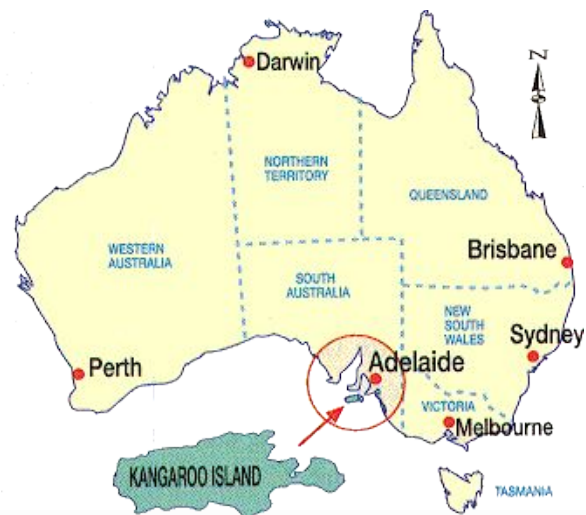 N
Darwin
NORTHERN
TERRITORY
QUEENSLAND
WESTERN
AUSTRALIA
Brisbane
SOUTH
AUSTRALIA
NEW
SOUTH
WALES
Sydney
Perth
Adelaide
VICTORIA
Melbourne
KANGAROO ISLAND
TASMANIA